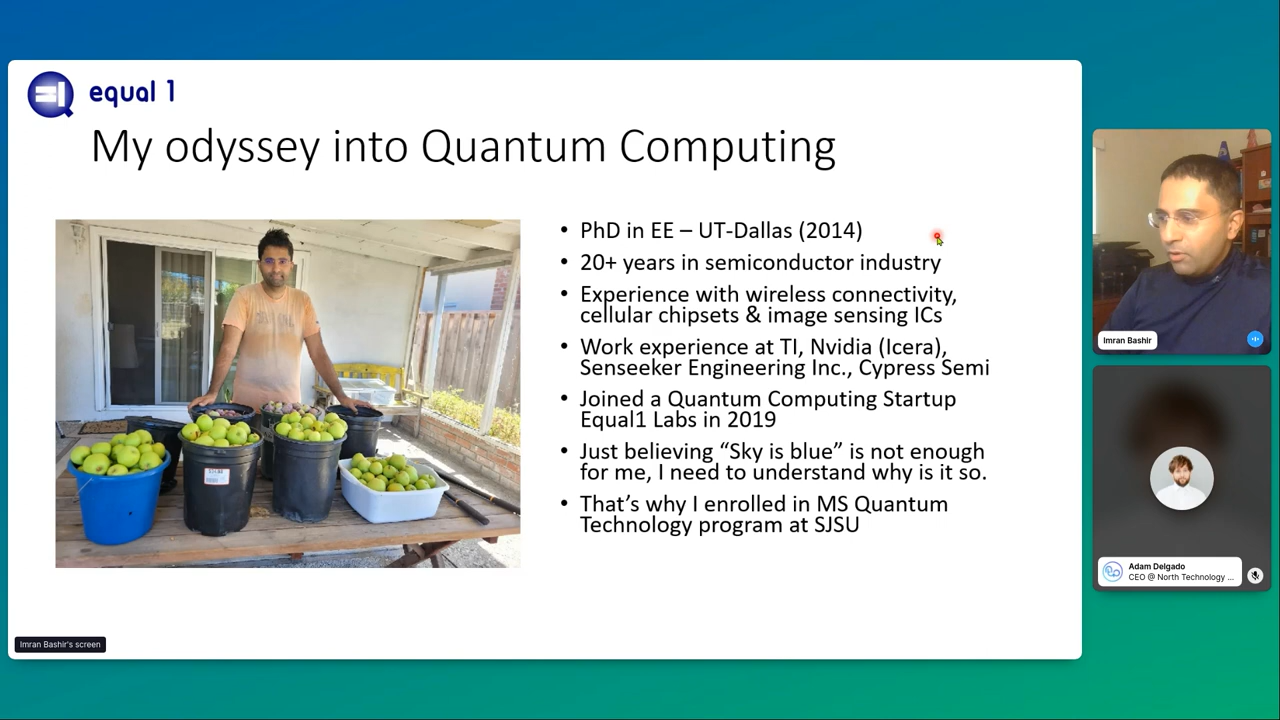 equal 1
My odyssey into Quantum Computing
• PhD in EE – UT-Dallas (2014)
• 20+ years in semiconductor industry
• Experience with wireless connectivity,
cellular chipsets & image sensing ICs
• Work experience at TI, Nvidia (Icera),
Senseeker Engineering Inc., Cypress Semi
• Joined a Quantum Computing Startup
Equal1 Labs in 2019
• Just believing “Sky is blue” is not enough
for me, I need to understand why is it so.
• That’s why I enrolled in MS Quantum
Technology program at SJSU
Imran Bashir's screen
Imran Bashir
Adam Delgado
CEO @ North Technology ...